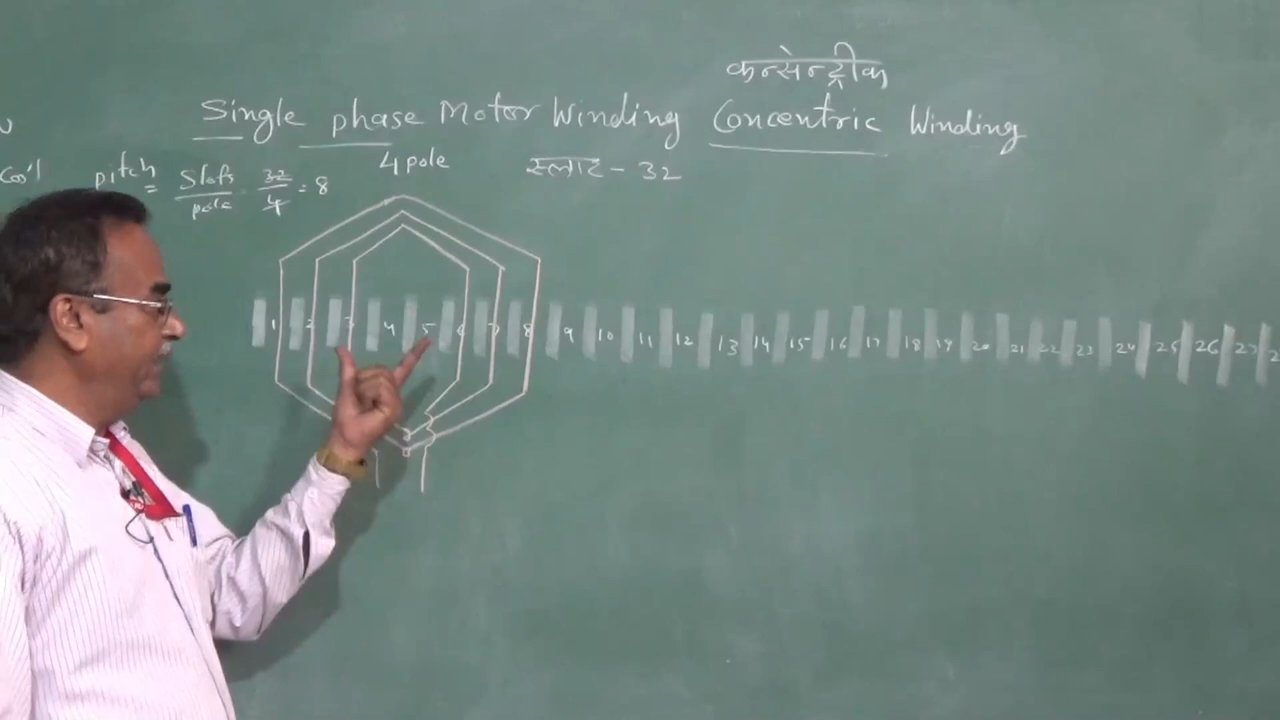 कन्सेन्ट्रीक
Single phase Motor Winding Concentric Winding
4 pole स्लाट - 32
Coil pitch = Slots/pole 32/4 = 8
1 2 3 4 5 6 7 8 9 10 11 12 13 14 15 16 17 18 19 20 21 22 23 24 25 26 27